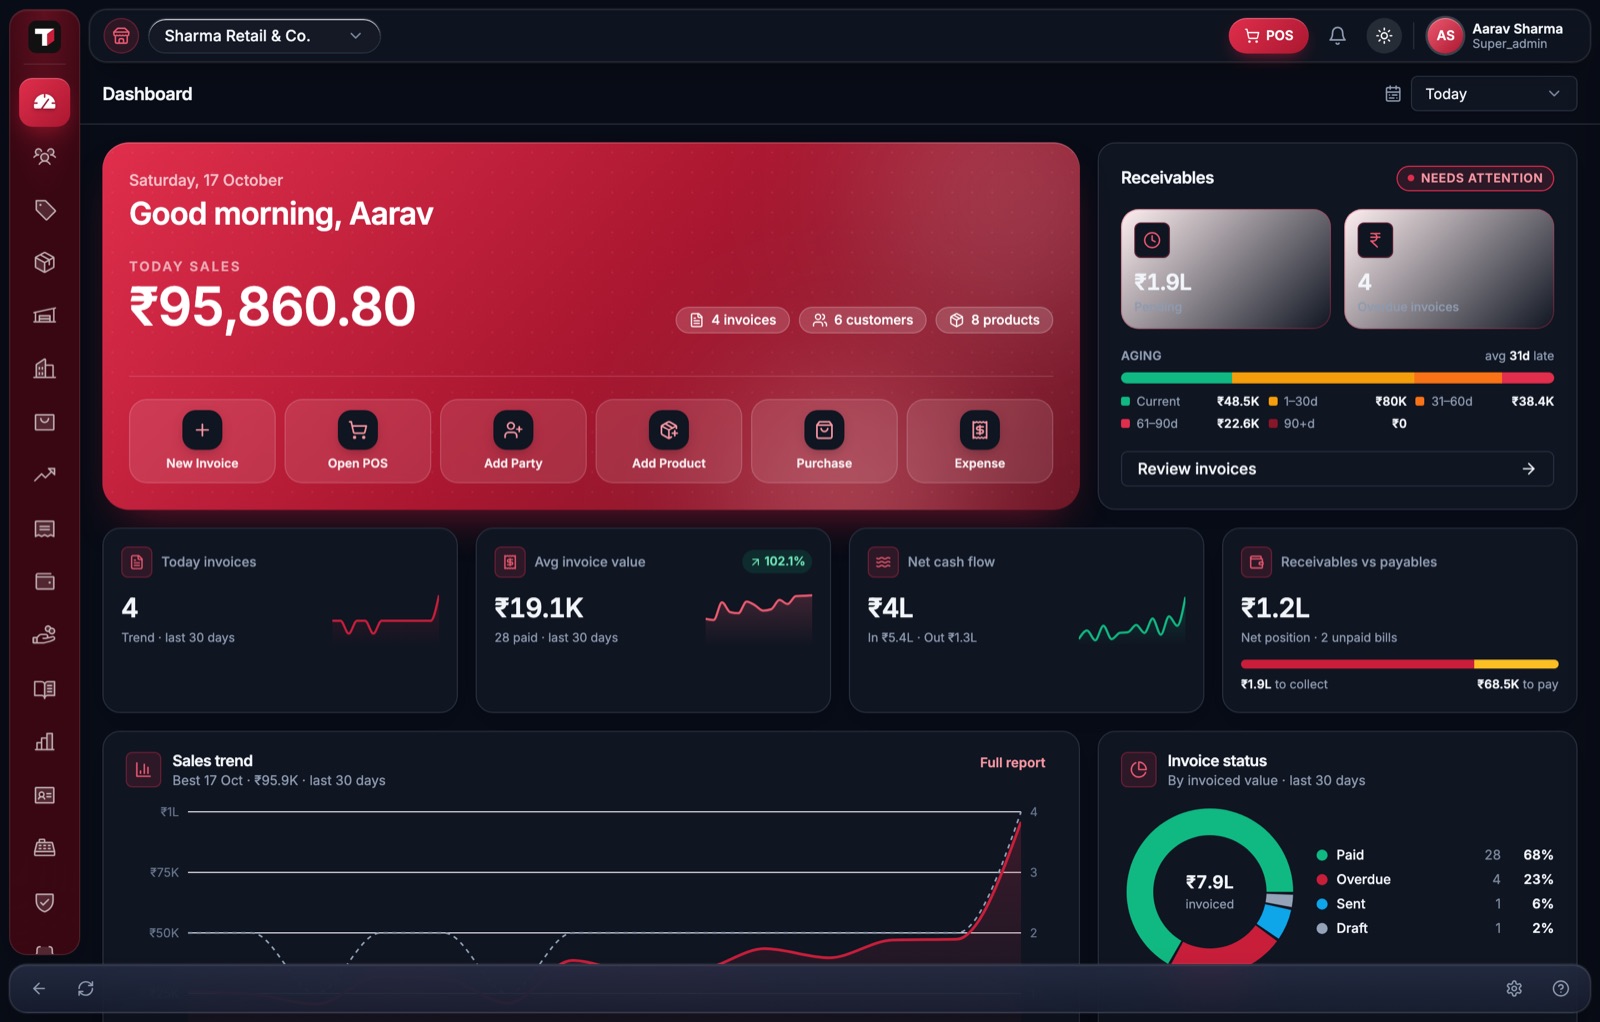 T
Sharma Retail & Co.
POS
AS
Aarav Sharma
Super_admin
Dashboard
Today
Saturday, 17 October
Good morning, Aarav
TODAY SALES
₹95,860.80
4 invoices
6 customers
8 products
New Invoice
Open POS
Add Party
Add Product
Purchase
Expense
Receivables
NEEDS ATTENTION
₹1.9L
Pending
4
Overdue invoices
AGING
avg 31d late
Current ₹48.5K
1–30d ₹80K
31–60d ₹38.4K
61–90d ₹22.6K
90+d ₹0
Review invoices
Today invoices
4
Trend · last 30 days
Avg invoice value
102.1%
₹19.1K
28 paid · last 30 days
Net cash flow
₹4L
In ₹5.4L · Out ₹1.3L
Receivables vs payables
₹1.2L
Net position · 2 unpaid bills
₹1.9L to collect
₹68.5K to pay
Sales trend
Best 17 Oct · ₹95.9K · last 30 days
Full report
₹1L
4
₹75K
3
₹50K
2
Invoice status
By invoiced value · last 30 days
₹7.9L
invoiced
Paid 28 68%
Overdue 4 23%
Sent 1 6%
Draft 1 2%